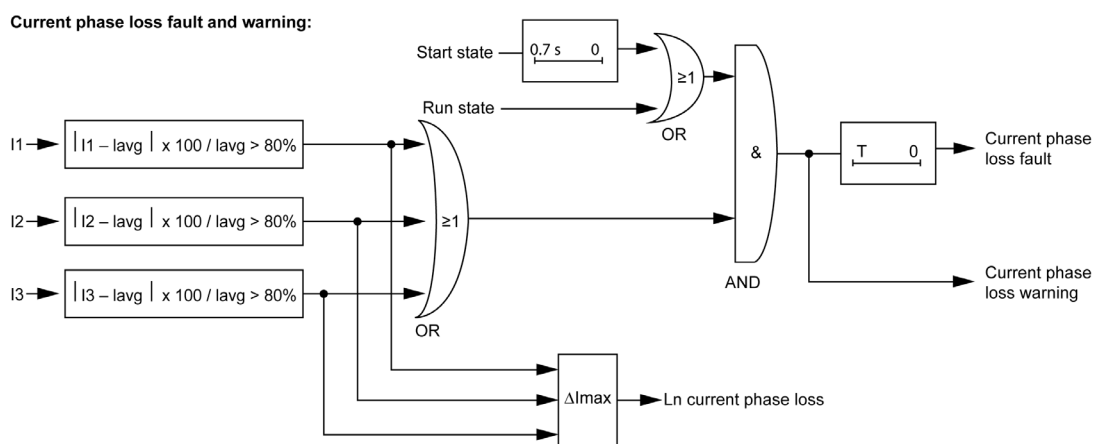 Current phase loss fault and warning:
Start state
0.7 s 0
≥1
Run state
OR
I1
|I1 – Iavg| x 100 / Iavg > 80%
&
T 0
Current phase
loss fault
I2
|I2 – Iavg| x 100 / Iavg > 80%
≥1
I3
|I3 – Iavg| x 100 / Iavg > 80%
AND
Current phase
loss warning
OR
ΔImax
Ln current phase loss